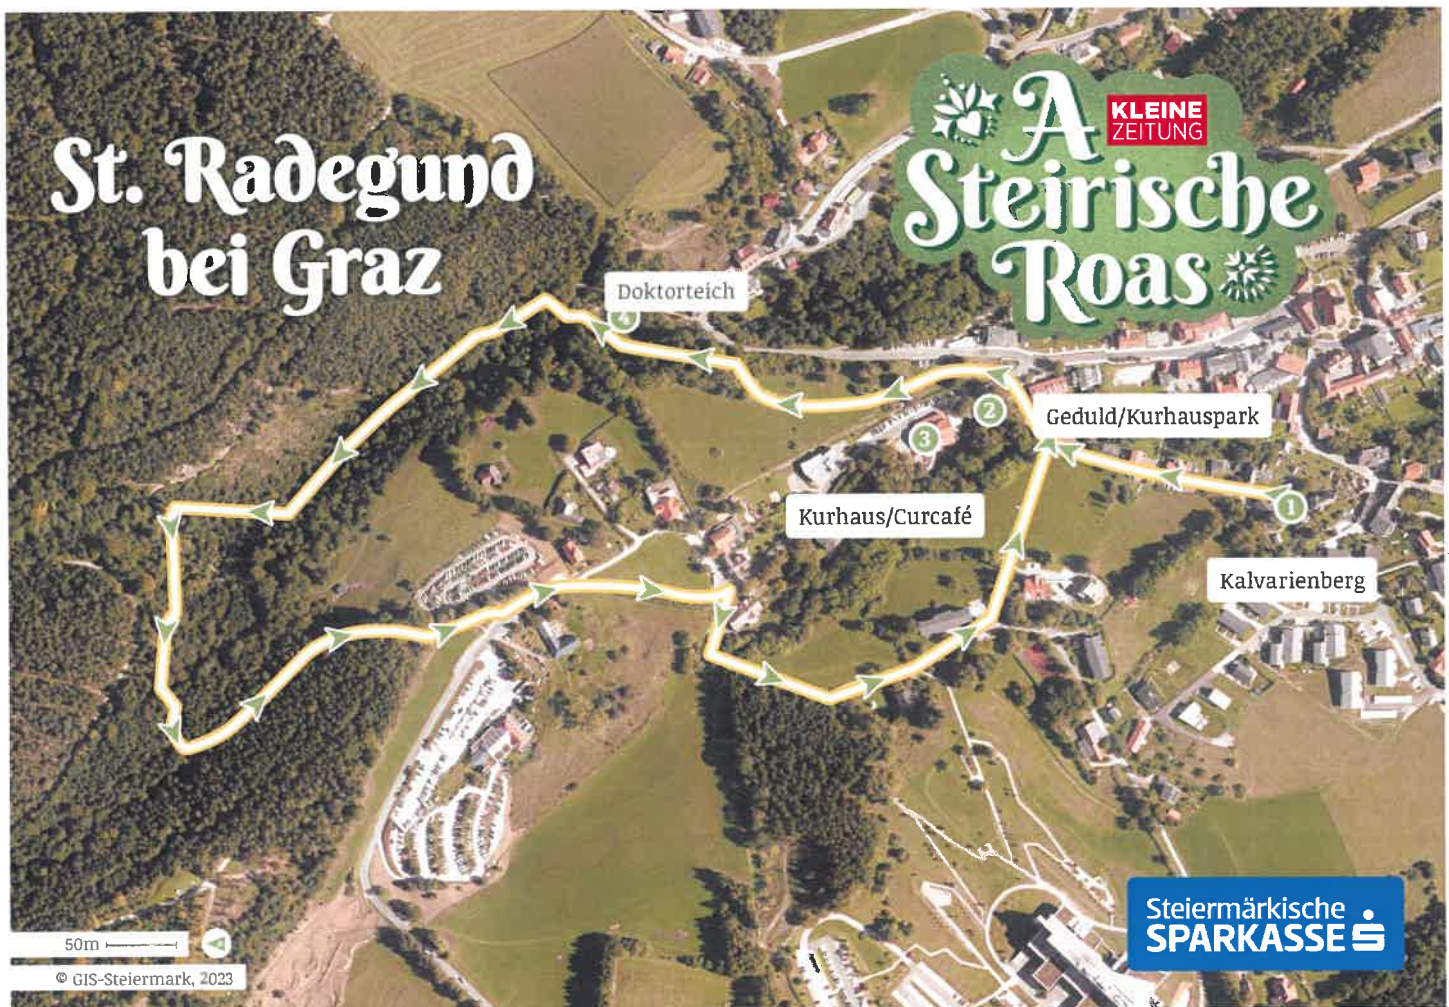 St. Radegund
bei Graz
A
KLEINE
ZEITUNG
Steirische
Roas
Doktorteich
4
2
3
Geduld/Kurhauspark
1
Kurhaus/Curcafé
Kalvarienberg
50m
© GIS-Steiermark, 2023
Steiermärkische
SPARKASSE